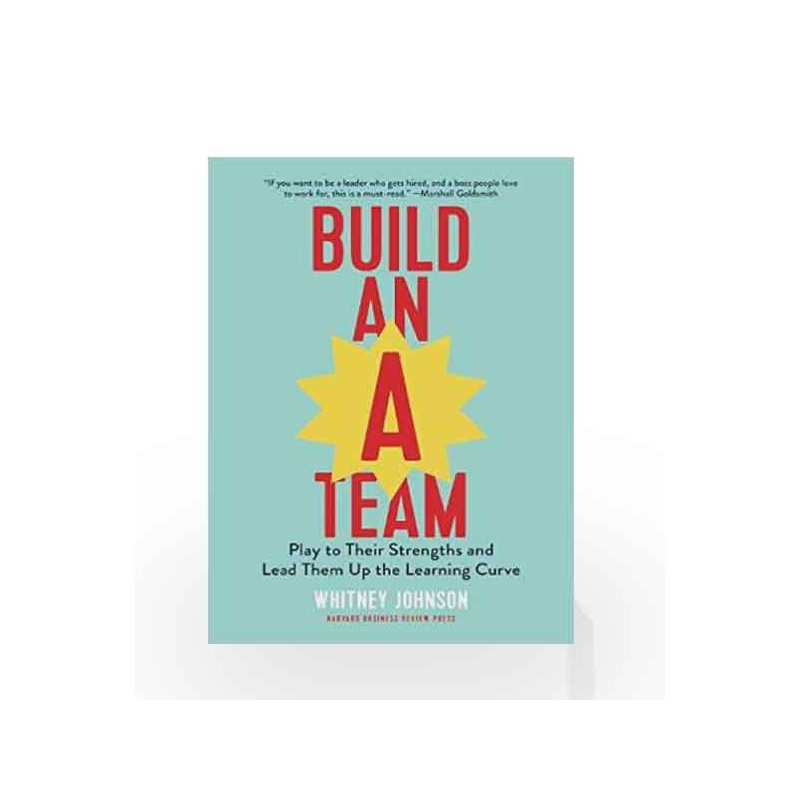 "If you want to be a leader who gets hired, and a boss people love
to work for, this is a must-read." —Marshall Goldsmith
BUILD
AN
A
TEAM
Play to Their Strengths and
Lead Them Up the Learning Curve
WHITNEY JOHNSON
HARVARD BUSINESS REVIEW PRESS